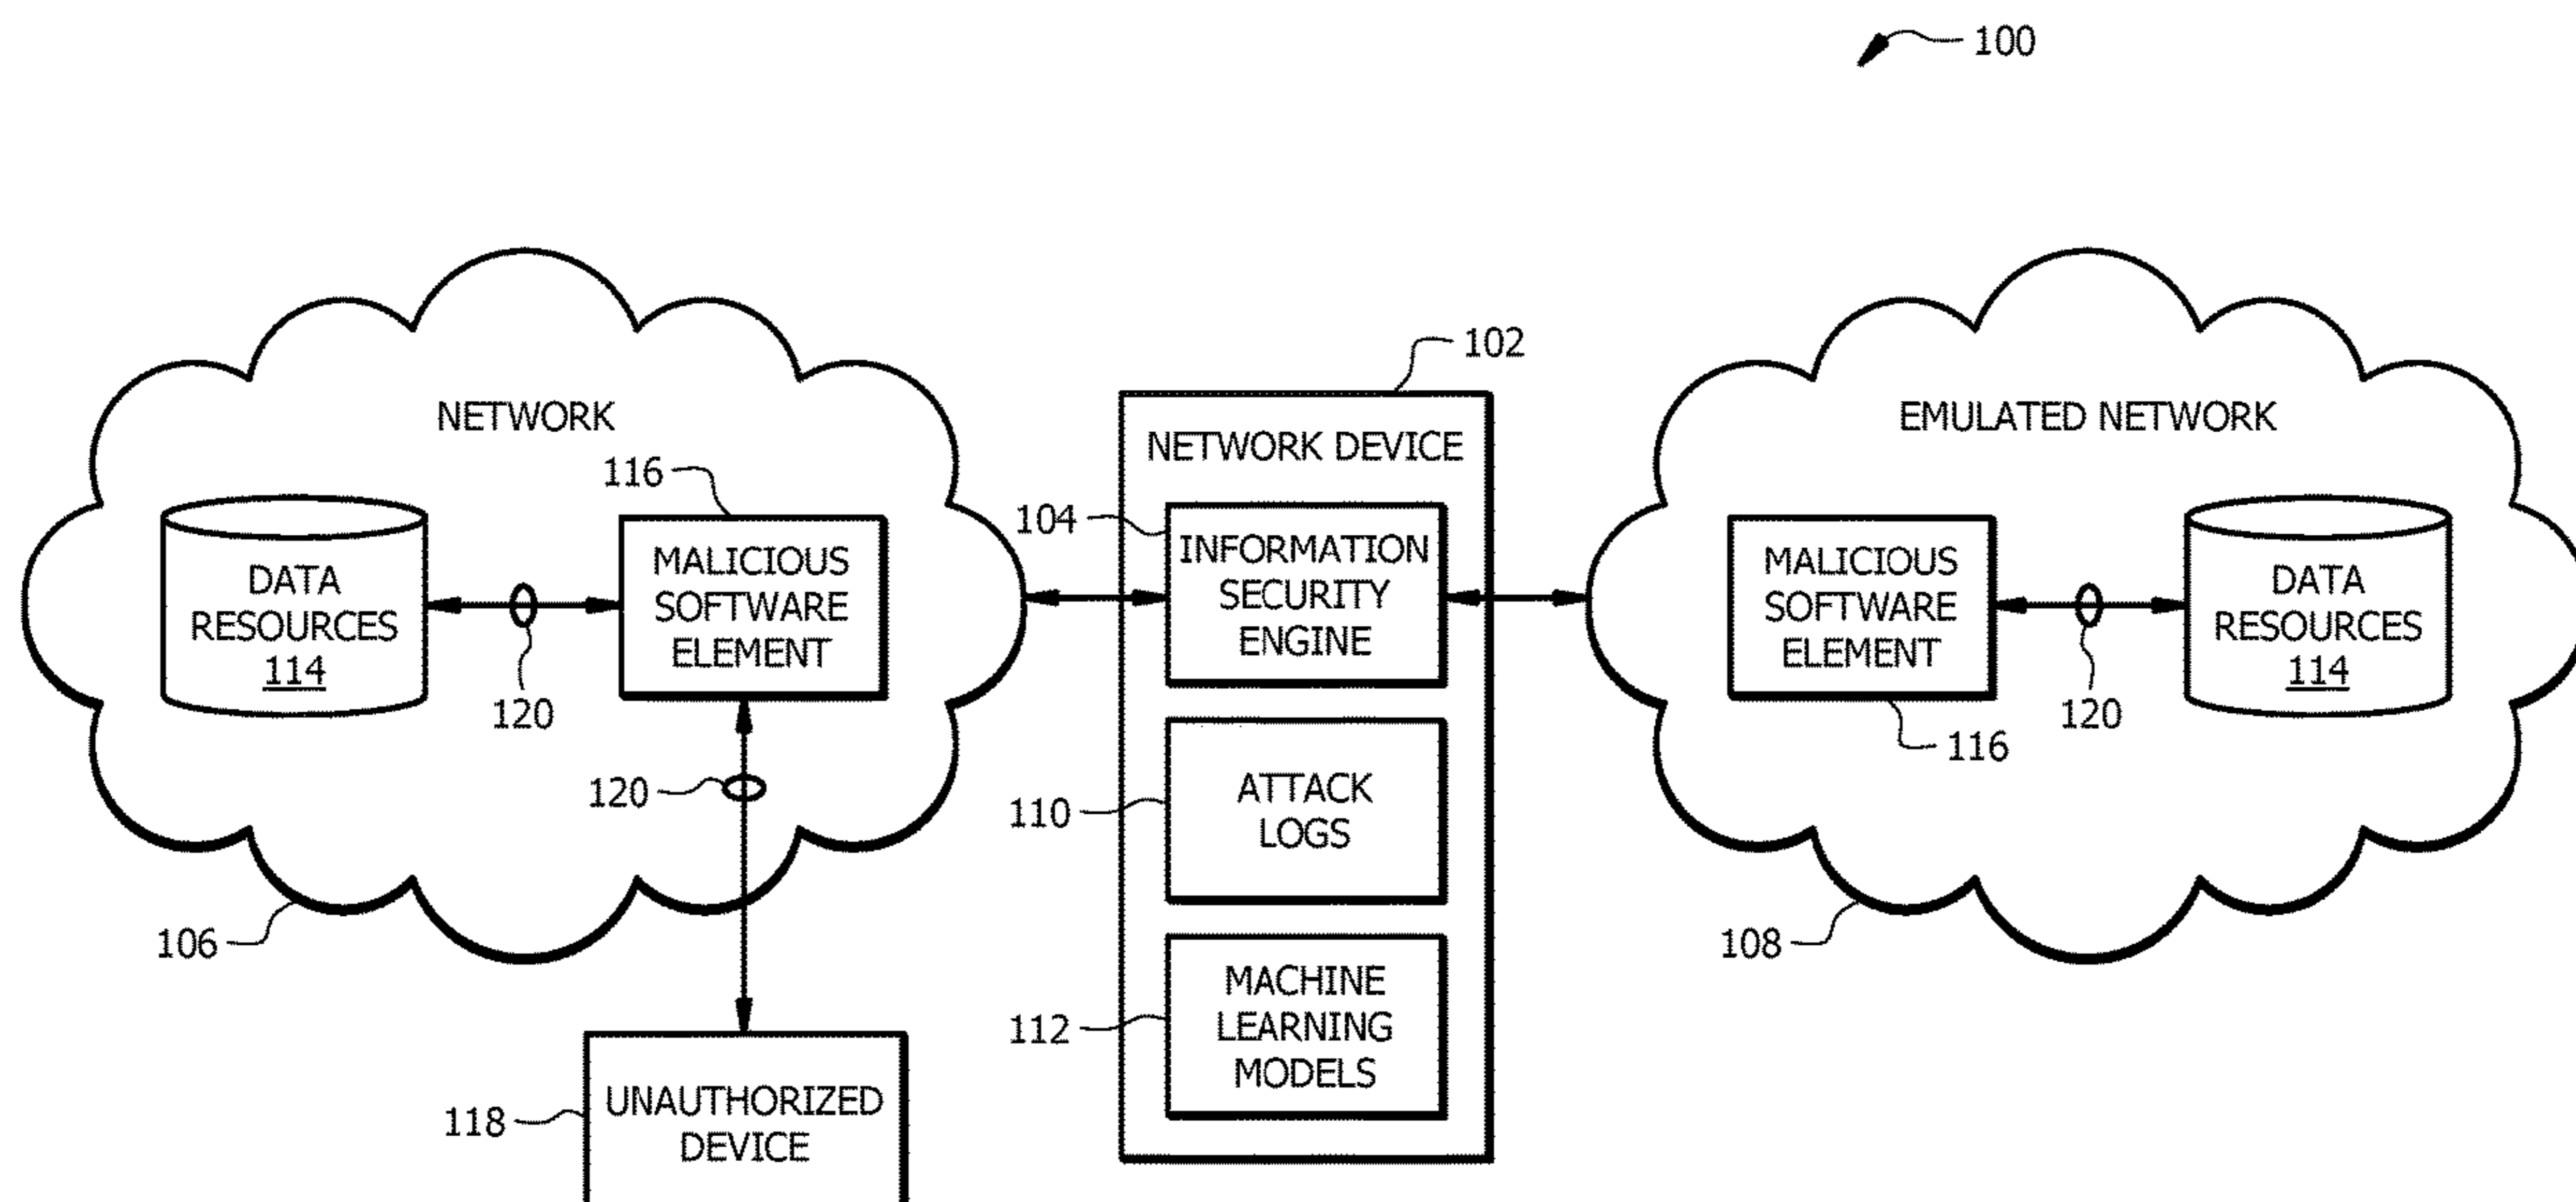 100
NETWORK
116
DATA
RESOURCES
114
120
MALICIOUS
SOFTWARE
ELEMENT
120
106
118
UNAUTHORIZED
DEVICE
102
NETWORK DEVICE
104
INFORMATION
SECURITY
ENGINE
110
ATTACK
LOGS
112
MACHINE
LEARNING
MODELS
EMULATED NETWORK
MALICIOUS
SOFTWARE
ELEMENT
116
120
DATA
RESOURCES
114
108